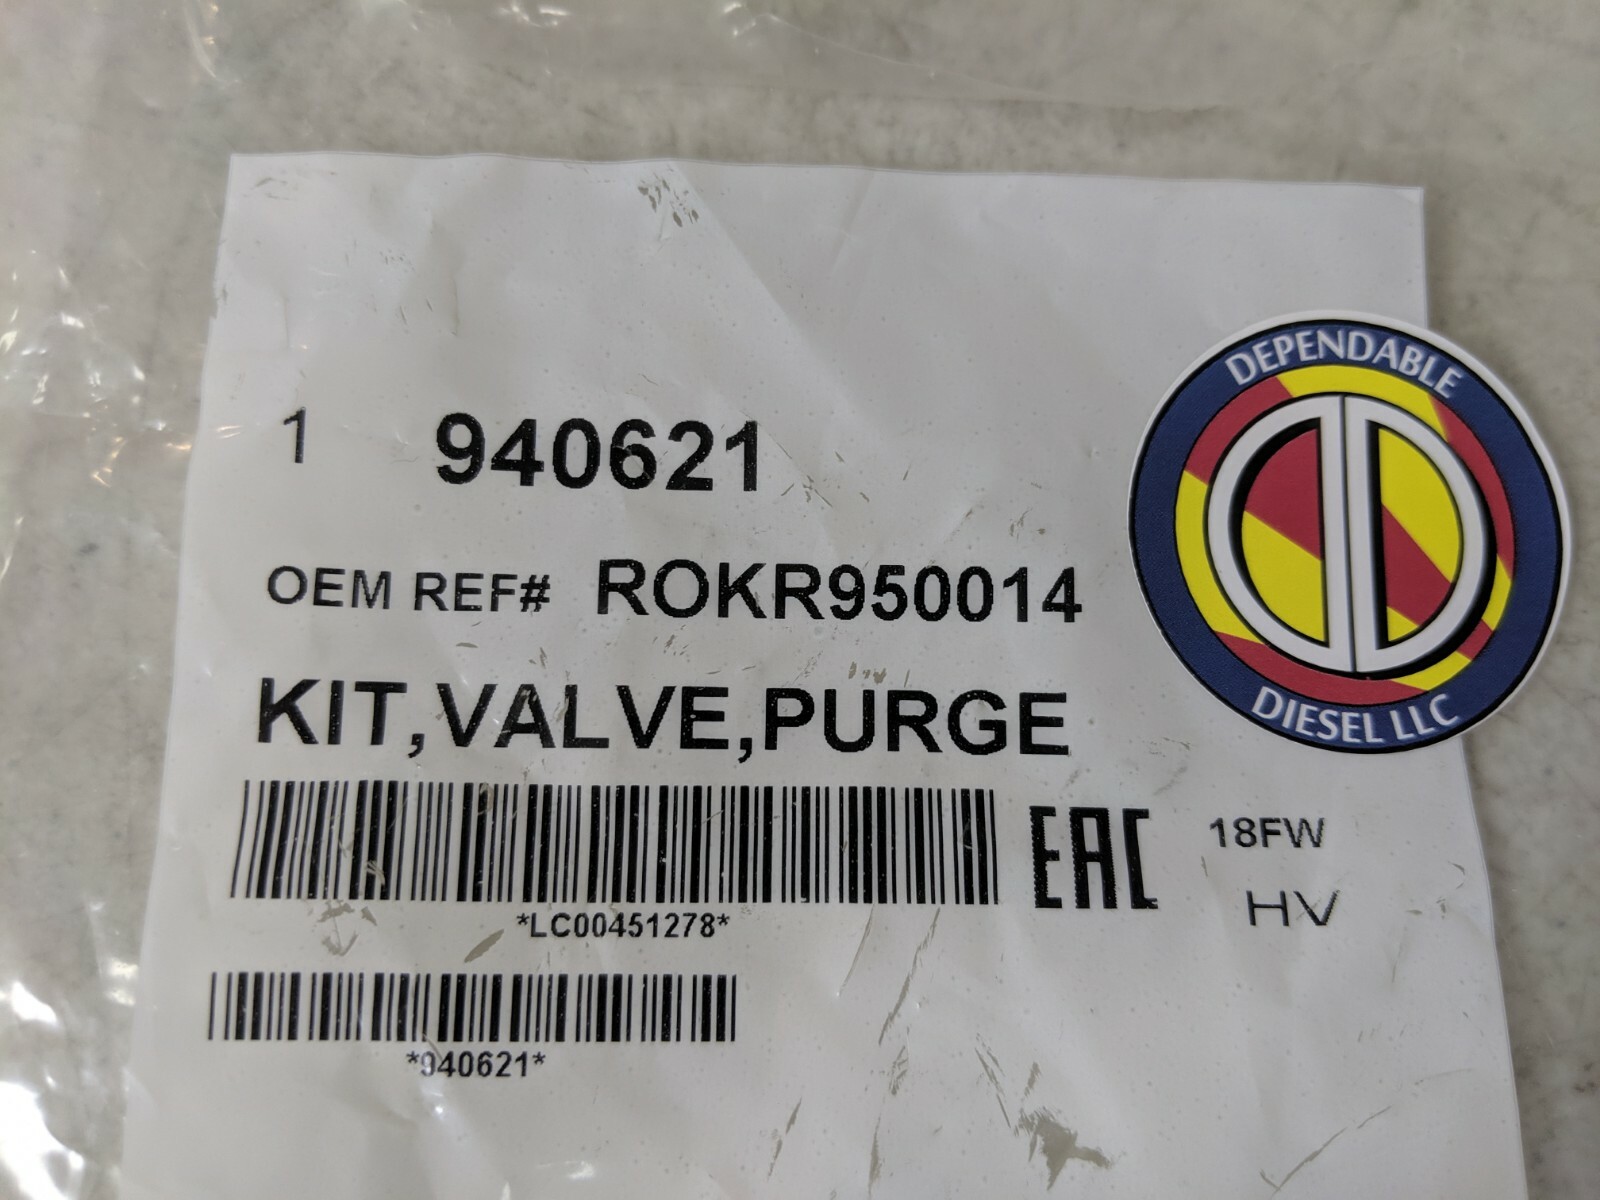 1 940621
OEM REF# ROKR950014
KIT,VALVE,PURGE
EAC 18FW
HV
*LC00451278*
*940621*
DEPENDABLE
DIESEL LLC